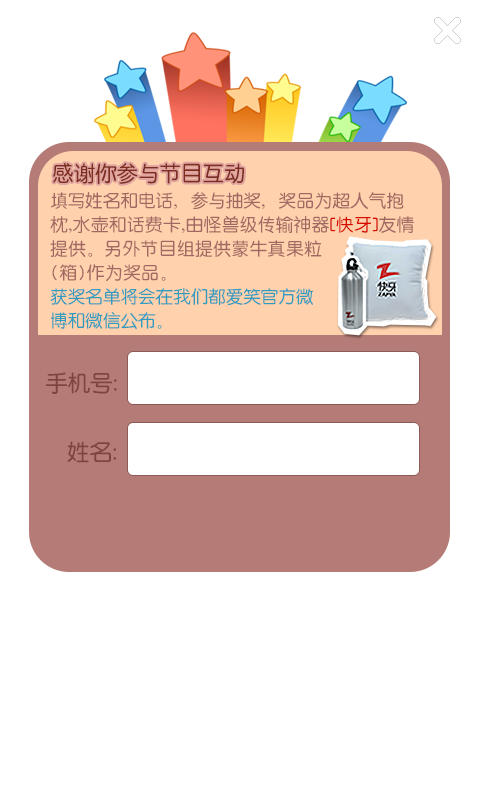 感谢你参与节目互动
填写姓名和电话，参与抽奖，奖品为超人气抱
枕,水壶和话费卡,由怪兽级传输神器[快牙]友情
提供。另外节目组提供蒙牛真果粒
(箱)作为奖品。
获奖名单将会在我们都爱笑官方微
博和微信公布。
快牙
ZAPYA
手机号:
姓名: